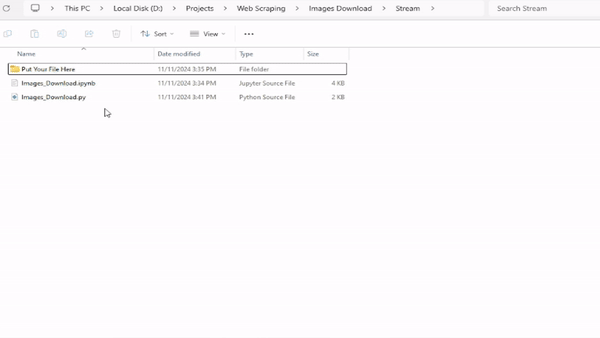 This PC > Local Disk (D:) > Projects > Web Scraping > Images Download > Stream > Search Stream
Sort View ...
Name Date modified Type Size
Put Your File Here 11/11/2024 3:35 PM File folder
Images_Download.ipynb 11/11/2024 3:34 PM Jupyter Source File 4 KB
Images_Download.py 11/11/2024 3:41 PM Python Source File 2 KB